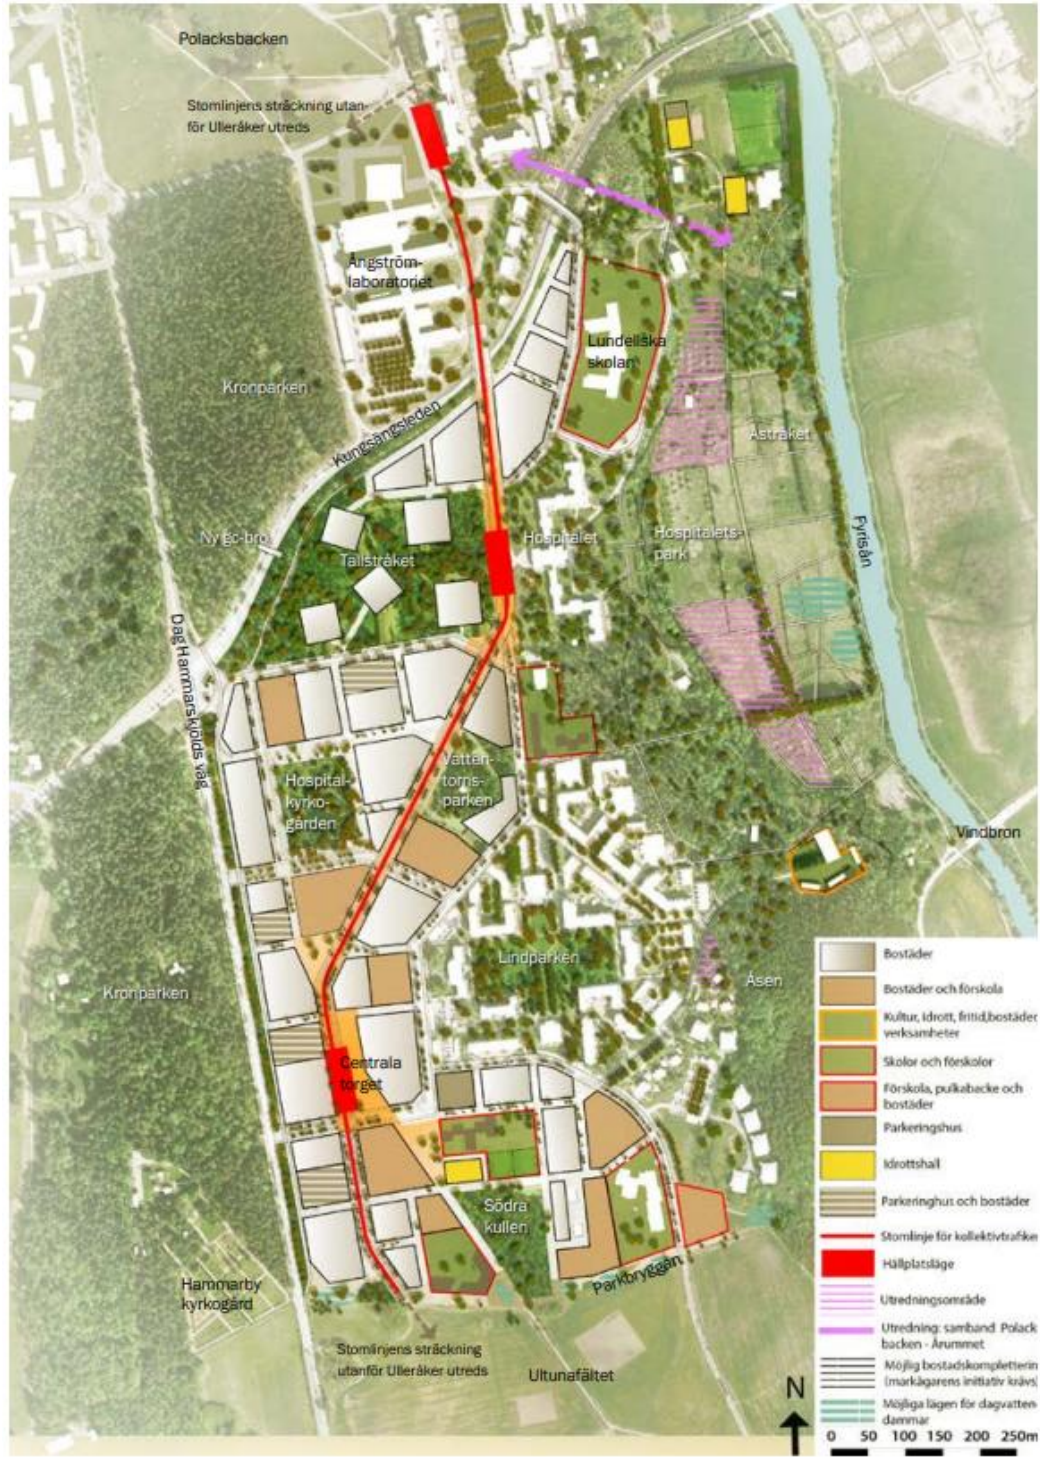 Polacksbacken
Stomlinjens sträckning utan-
för Ulleråker utreds
Ångström-
laboratoriet
Lundellska
skolan
Kronparken
Kungsängsleden
Åstråket
Ny gc-bro
Tallstråket
Hospitalet
Hospitalets-
park
Fyrisån
Dag Hammarskjölds väg
Hospital-
kyrko-
gården
Vatten-
torns-
parken
Vindbron
Kronparken
Lindparken
Åsen
Centrala
torget
Södra
kullen
Parkbryggan
Hammarby
kyrkogård
Stomlinjens sträckning
utanför Ulleråker utreds
Ultunafältet
Bostäder
Bostäder och förskola
Kultur, idrott, fritid,bostäder
verksamheter
Skolor och förskolor
Förskola, pulkabacke och
bostäder
Parkeringshus
Idrottshall
Parkeringhus och bostäder
Stomlinje för kollektivtrafike
Hållplatsläge
Utredningsområde
Utredning: samband Polack
backen - Årummet
Möjlig bostadskompletterin
(markägarens initiativ krävs
Möjliga lägen för dagvatten-
dammar
N
0 50 100 150 200 250m